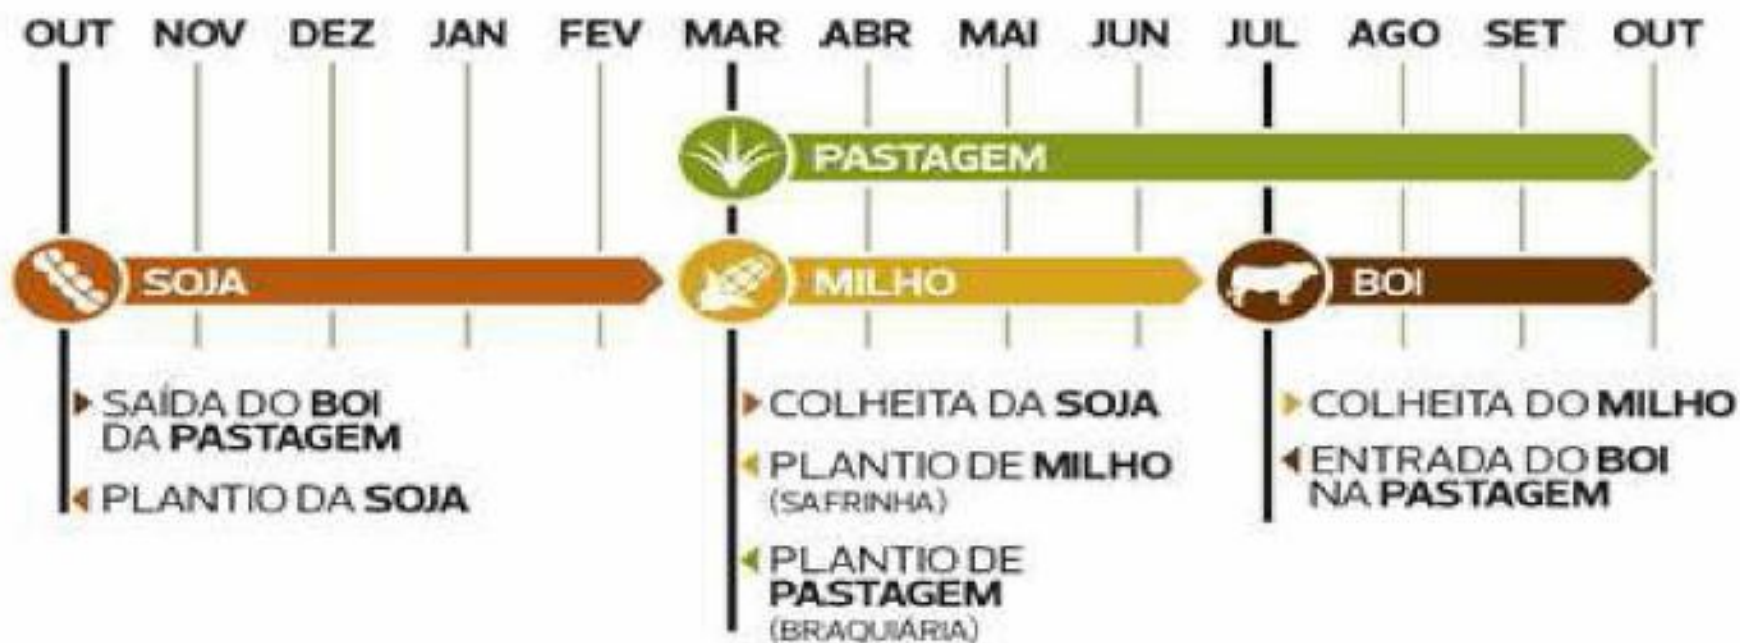 OUT NOV DEZ JAN FEV MAR ABR MAI JUN JUL AGO SET OUT
PASTAGEM
SOJA MILHO BOI
SAÍDA DO BOI
DA PASTAGEM
PLANTIO DA SOJA
COLHEITA DA SOJA
PLANTIO DE MILHO
(SAFRINHA)
PLANTIO DE
PASTAGEM
(BRAQUIÁRIA)
COLHEITA DO MILHO
ENTRADA DO BOI
NA PASTAGEM